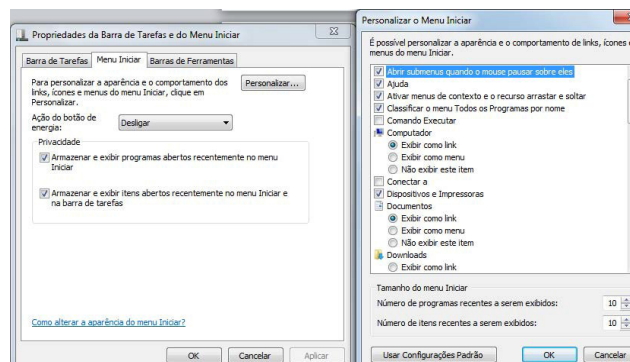 Propriedades da Barra de Tarefas e do Menu Iniciar
Barra de Tarefas Menu Iniciar Barras de Ferramentas
Para personalizar a aparência e o comportamento dos
links, ícones e menus do menu Iniciar, clique em
Personalizar.
Personalizar...
Ação do botão de
energia:
Desligar
Privacidade
Armazenar e exibir programas abertos recentemente no menu
Iniciar
Armazenar e exibir itens abertos recentemente no menu Iniciar e
na barra de tarefas
Como alterar a aparência do menu Iniciar?
OK Cancelar Aplicar
Personalizar o Menu Iniciar
É possível personalizar a aparência e o comportamento de links, ícones e
menus do menu Iniciar.
Abrir submenus quando o mouse pausar sobre eles
Ajuda
Ativar menus de contexto e o recurso arrastar e soltar
Classificar o menu Todos os Programas por nome
Comando Executar
Computador
Exibir como link
Exibir como menu
Não exibir este item
Conectar a
Dispositivos e Impressoras
Documentos
Exibir como link
Exibir como menu
Não exibir este item
Downloads
Exibir como link
Tamanho do menu Iniciar
Número de programas recentes a serem exibidos: 10
Número de itens recentes a serem exibidos: 10
Usar Configurações Padrão OK Cancelar